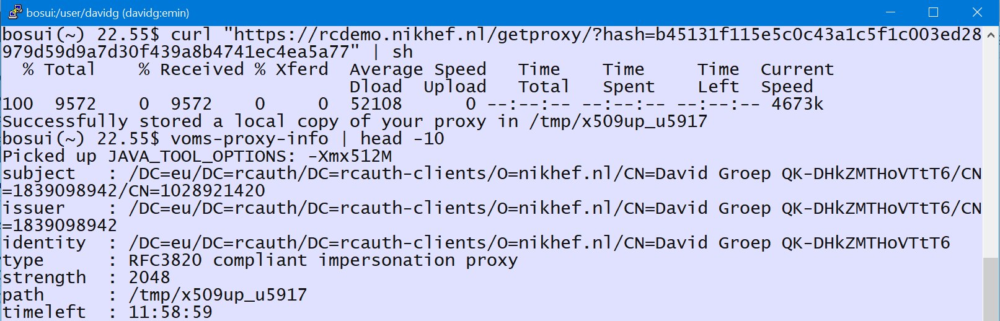 bosui:/user/davidg (davidg:emin)
bosui(~) 22.55$ curl "https://rcdemo.nikhef.nl/getproxy/?hash=b45131f115e5c0c43a1c5f1c003ed28
979d59d9a7d30f439a8b4741ec4ea5a77" | sh
  % Total    % Received % Xferd  Average Speed   Time    Time     Time  Current
                                 Dload  Upload   Total   Spent    Left  Speed
100  9572    0  9572    0     0  52108      0 --:--:-- --:--:-- --:--:-- 4673k
Successfully stored a local copy of your proxy in /tmp/x509up_u5917
bosui(~) 22.55$ voms-proxy-info | head -10
Picked up JAVA_TOOL_OPTIONS: -Xmx512M
subject   : /DC=eu/DC=rcauth/DC=rcauth-clients/O=nikhef.nl/CN=David Groep QK-DHkZMTHoVTtT6/CN
=1839098942/CN=1028921420
issuer    : /DC=eu/DC=rcauth/DC=rcauth-clients/O=nikhef.nl/CN=David Groep QK-DHkZMTHoVTtT6/CN
=1839098942
identity  : /DC=eu/DC=rcauth/DC=rcauth-clients/O=nikhef.nl/CN=David Groep QK-DHkZMTHoVTtT6
type      : RFC3820 compliant impersonation proxy
strength  : 2048
path      : /tmp/x509up_u5917
timeleft  : 11:58:59